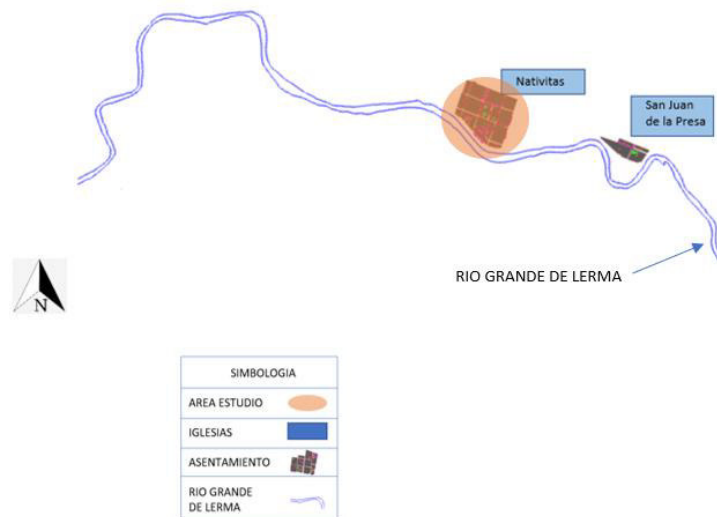 Nativitas
San Juan
de la Presa
RIO GRANDE DE LERMA
N
SIMBOLOGIA
AREA ESTUDIO
IGLESIAS
ASENTAMIENTO
RIO GRANDE
DE LERMA